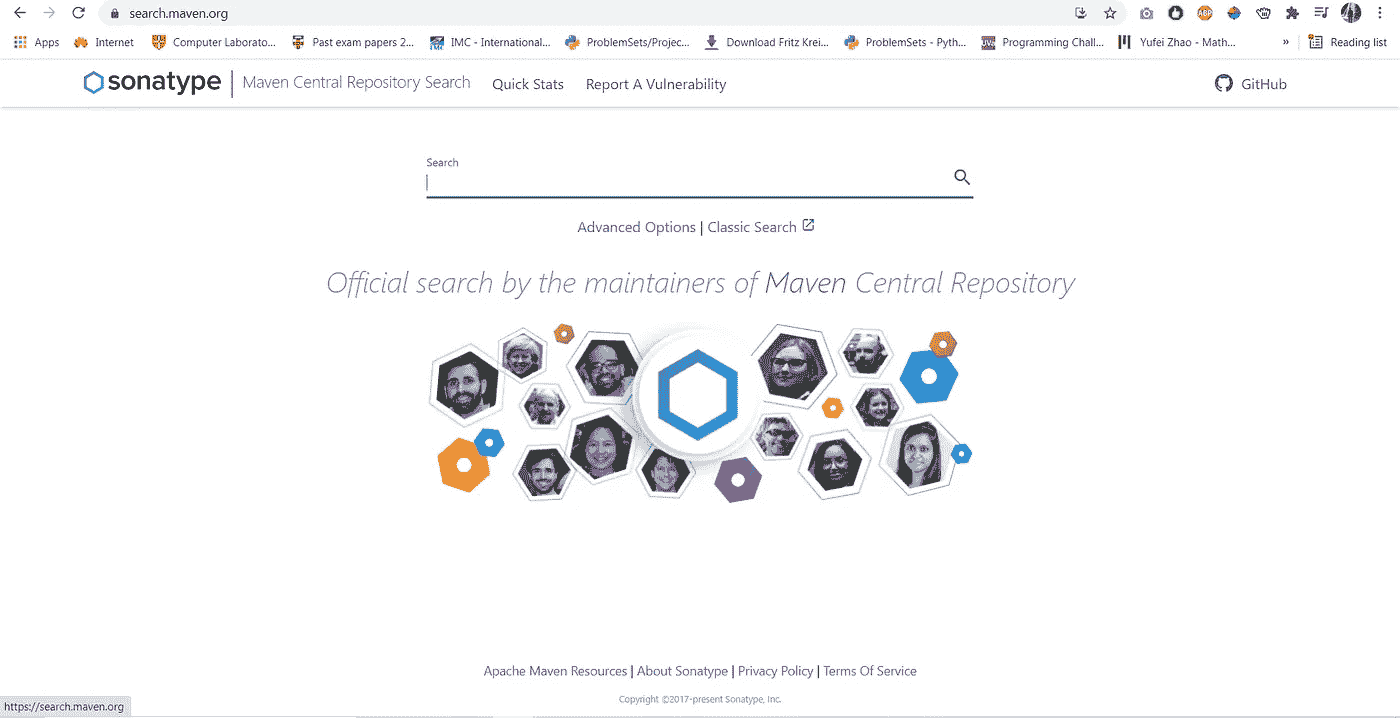 search.maven.org
ABP
Apps Internet Computer Laborato... Past exam papers 2... IMC - Internationa... ProblemSets/Projec... Download Fritz Krei... ProblemSets - Pyth... Programming Chall... Yufei Zhao - Math... » Reading list
sonatype Maven Central Repository Search Quick Stats Report A Vulnerability GitHub
Search
Advanced Options | Classic Search
Official search by the maintainers of Maven Central Repository
Apache Maven Resources | About Sonatype | Privacy Policy | Terms Of Service
Copyright ©2017-present Sonatype, Inc.
https://search.maven.org